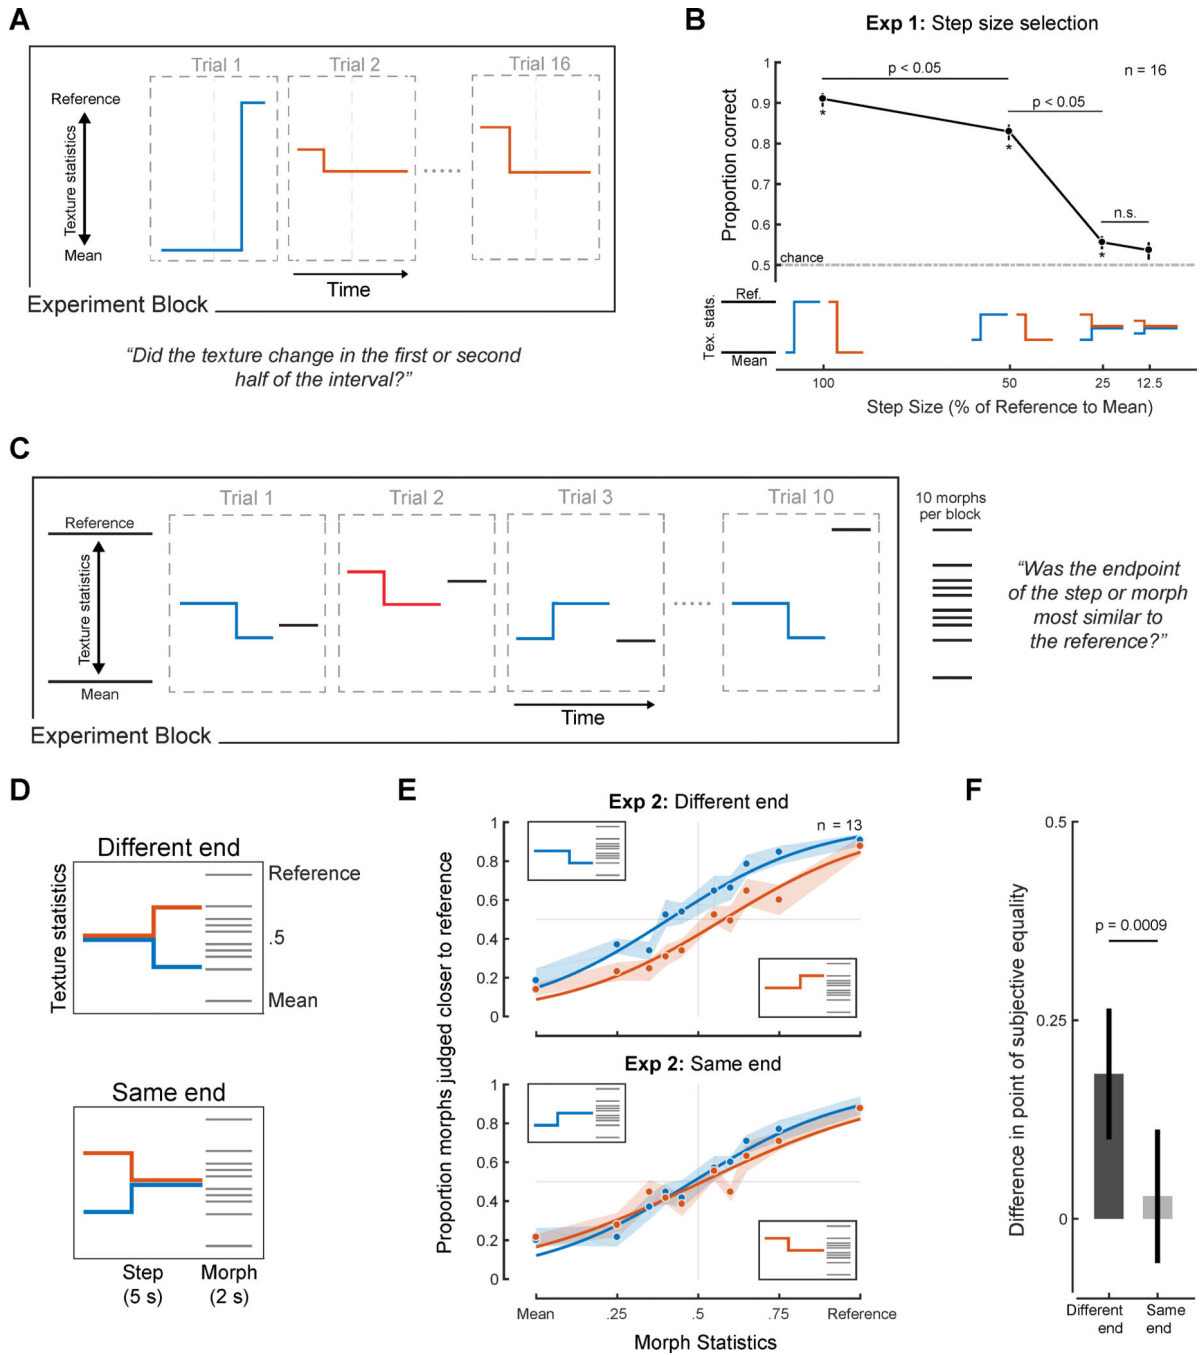 A
Trial 1
Trial 2
Trial 16
Reference
Texture statistics
Mean
Time
Experiment Block
“Did the texture change in the first or second
half of the interval?”
B
Exp 1: Step size selection
n = 16
p < 0.05
p < 0.05
n.s.
*
*
*
chance
Proportion correct
1
0.9
0.8
0.7
0.6
0.5
Tex. stats.
Ref.
Mean
100
50
25
12.5
Step Size (% of Reference to Mean)
C
Trial 1
Trial 2
Trial 3
Trial 10
Reference
Texture statistics
Mean
Time
Experiment Block
10 morphs
per block
“Was the endpoint
of the step or morph
most similar to
the reference?”
D
Different end
Texture statistics
Reference
.5
Mean
Same end
Step
(5 s)
Morph
(2 s)
E
Exp 2: Different end
n = 13
Proportion morphs judged closer to reference
1
0.8
0.6
0.4
0.2
0
Exp 2: Same end
1
0.8
0.6
0.4
0.2
0
Mean
.25
.5
.75
Reference
Morph Statistics
F
Difference in point of subjective equality
0.5
0.25
0
p = 0.0009
Different
end
Same
end